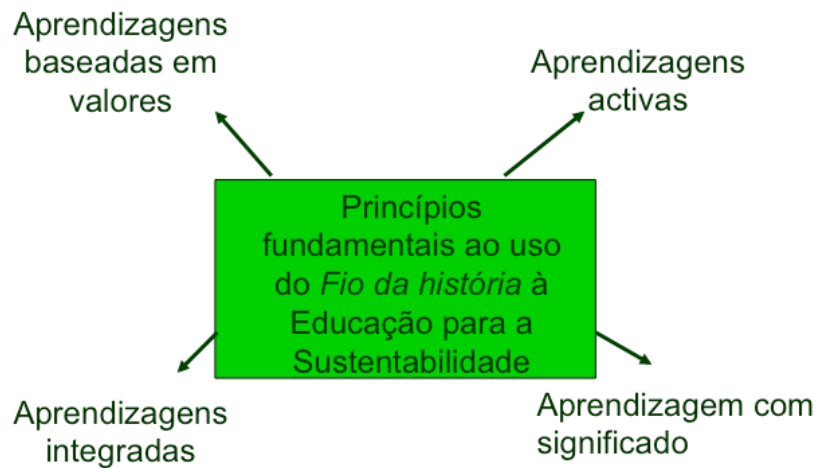 Aprendizagens
baseadas em
valores
Aprendizagens
activas
Princípios
fundamentais ao uso
do Fio da história à
Educação para a
Sustentabilidade
Aprendizagens
integradas
Aprendizagem com
significado